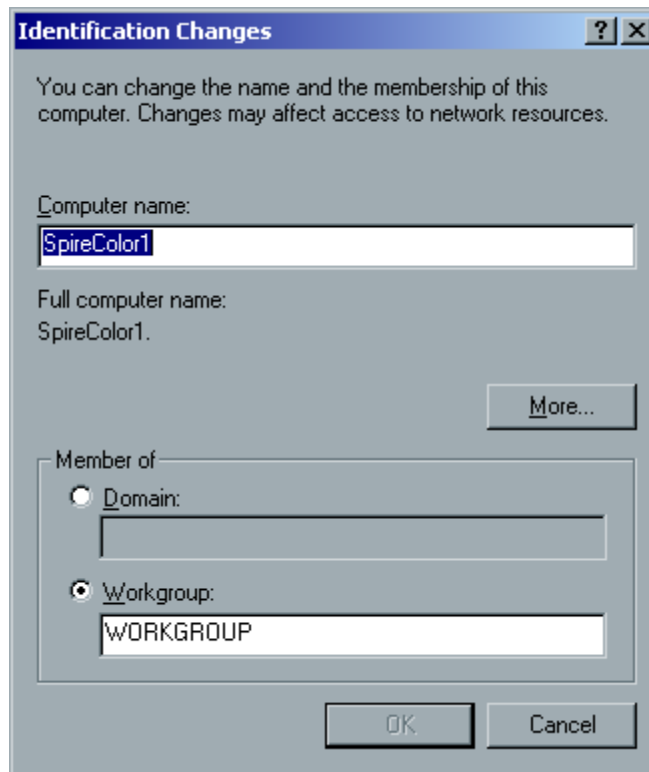 Identification Changes
You can change the name and the membership of this
computer. Changes may affect access to network resources.
Computer name:
SpireColor1
Full computer name:
SpireColor1.
More...
Member of
Domain:
Workgroup:
WORKGROUP
OK Cancel